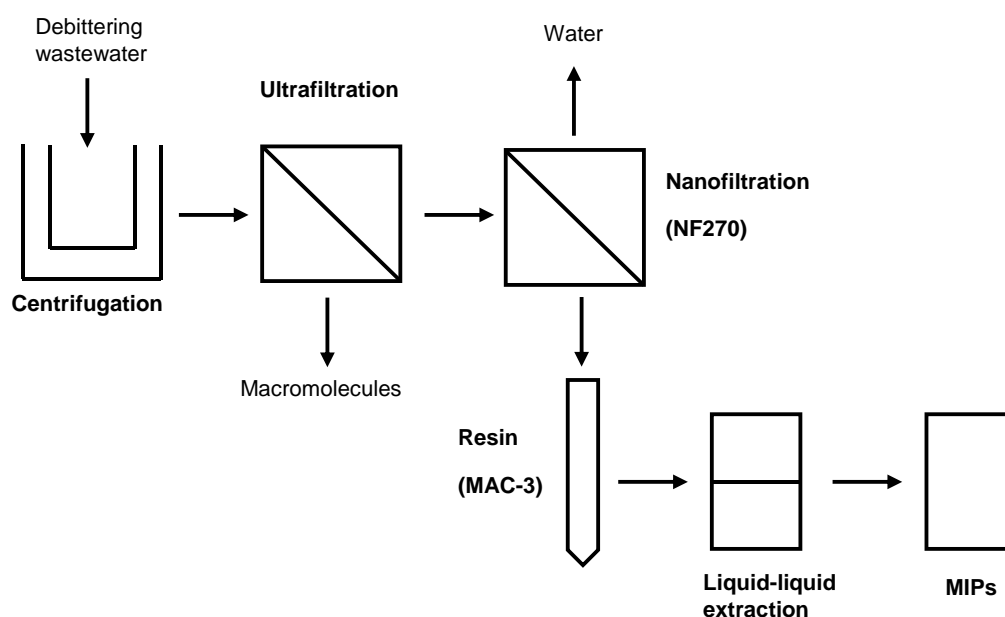 Debittering
wastewater
Water
Ultrafiltration
Nanofiltration
(NF270)
Centrifugation
Macromolecules
Resin
(MAC-3)
Liquid-liquid
extraction
MIPs